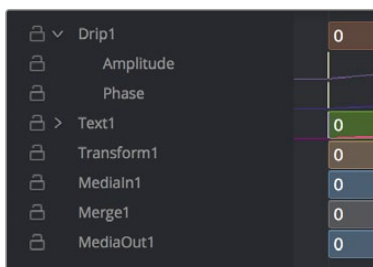 Drip1 0
Amplitude
Phase
Text1 0
Transform1 0
MediaIn1 0
Merge1 0
MediaOut1 0